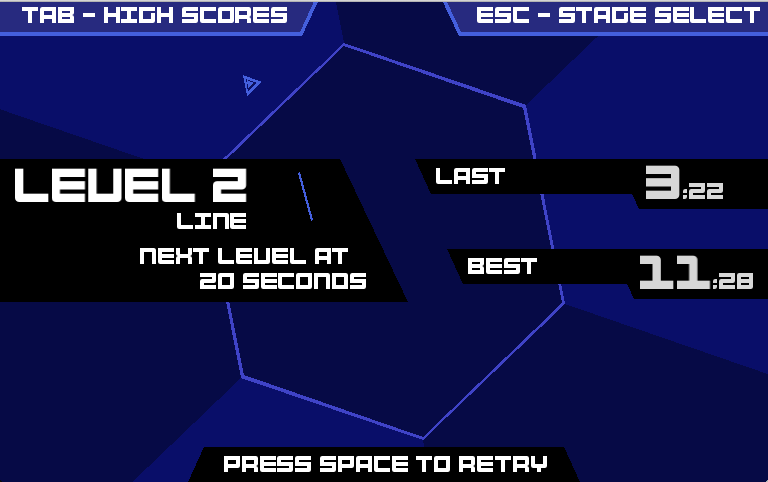 TAB - HIGH SCORES
ESC - STAGE SELECT
LEVEL 2
LINE
NEXT LEVEL AT
20 SECONDS
LAST
3:22
BEST
11:28
PRESS SPACE TO RETRY